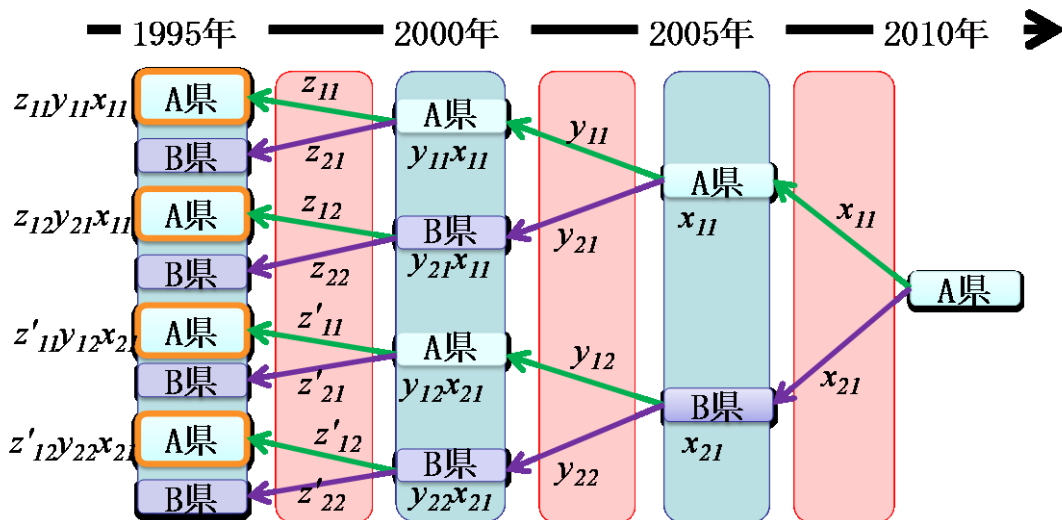 1995年 2000年 2005年 2010年
z11y11x11 A県 z11 A県 y11
B県 z21 y11x11
z12y21x11 A県 z12 B県 y21 A県 x11
B県 z22 y21x11 x11
A県
z'11y12x21 A県 z'11 A県 y12
B県 z'21 y12x21 B県 x21
z'12y22x21 A県 z'12 B県 y22 x21
B県 z'22 y22x21